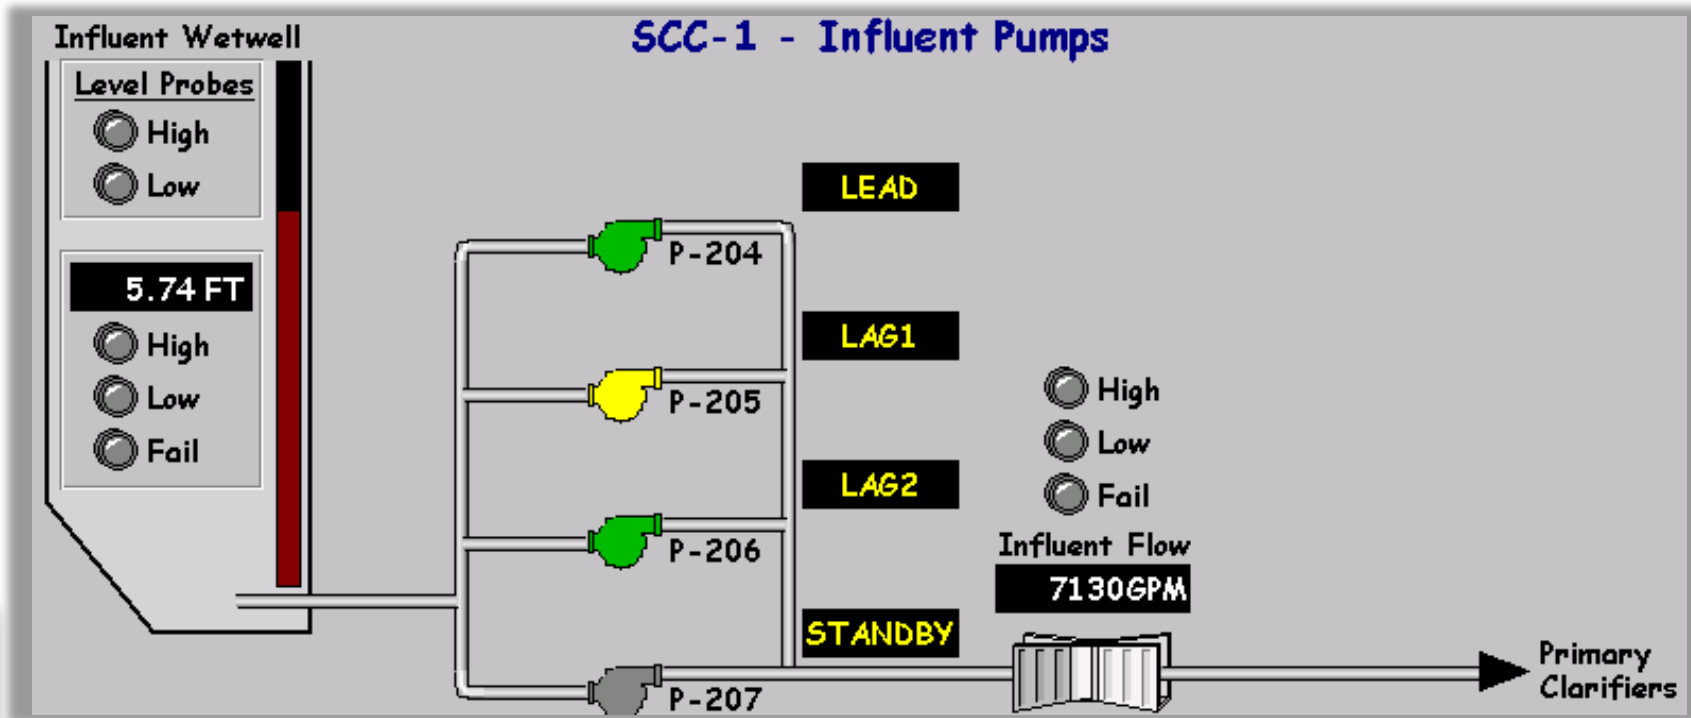 Influent Wetwell
SCC-1 - Influent Pumps
Level Probes
High
Low
5.74 FT
High
Low
Fail
LEAD
P-204
LAG1
P-205
LAG2
P-206
STANDBY
P-207
High
Low
Fail
Influent Flow
7130GPM
Primary
Clarifiers